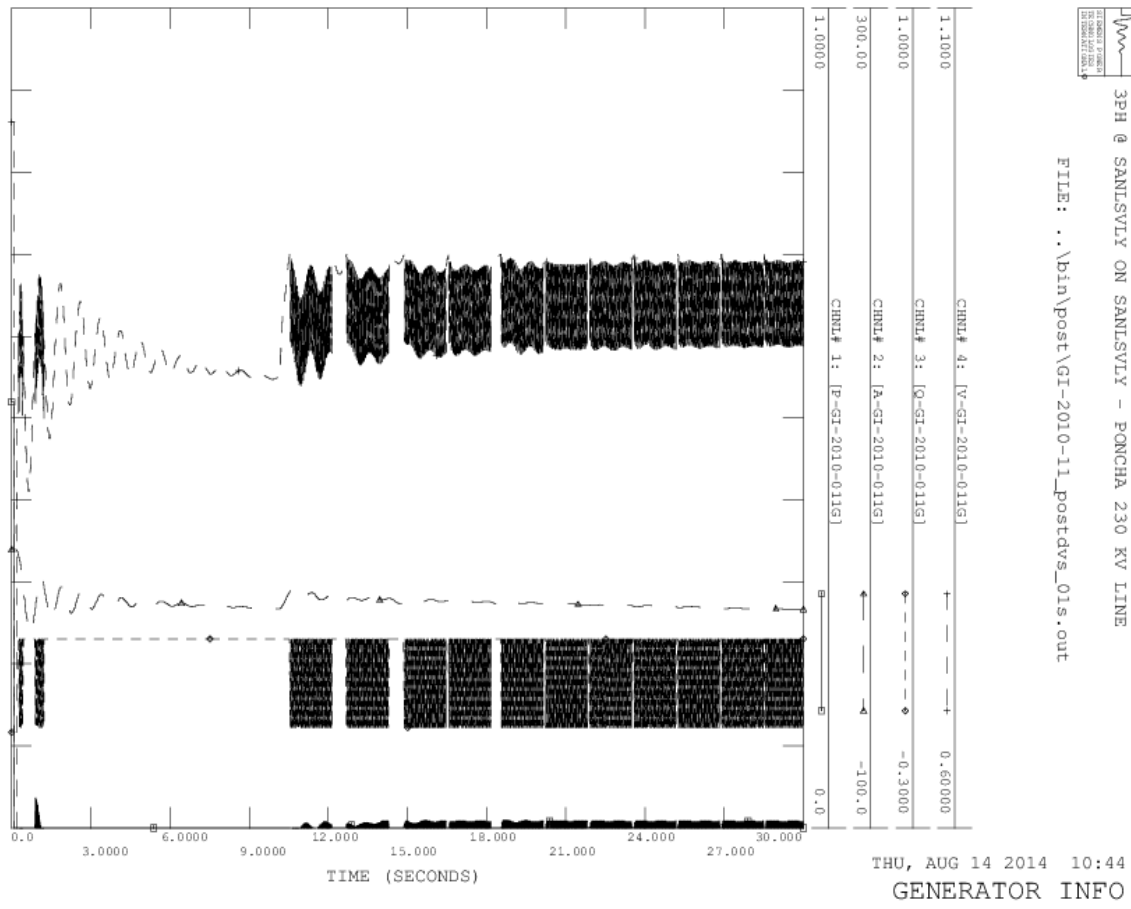 3PH @ SANLSVLY ON SANLSVLY - PONCHA 230 KV LINE
FILE: ..\bin\post\GI-2010-11_postdvs_01s.out
CHNL# 4: [V-GI-2010-011G]
1.1000
0.60000
CHNL# 3: [Q-GI-2010-011G]
1.0000
-0.3000
CHNL# 2: [A-GI-2010-011G]
300.00
-100.0
CHNL# 1: [P-GI-2010-011G]
1.0000
0.0
0.0
3.0000
6.0000
9.0000
12.000
15.000
18.000
21.000
24.000
27.000
30.000
TIME (SECONDS)
THU, AUG 14 2014 10:44
GENERATOR INFO